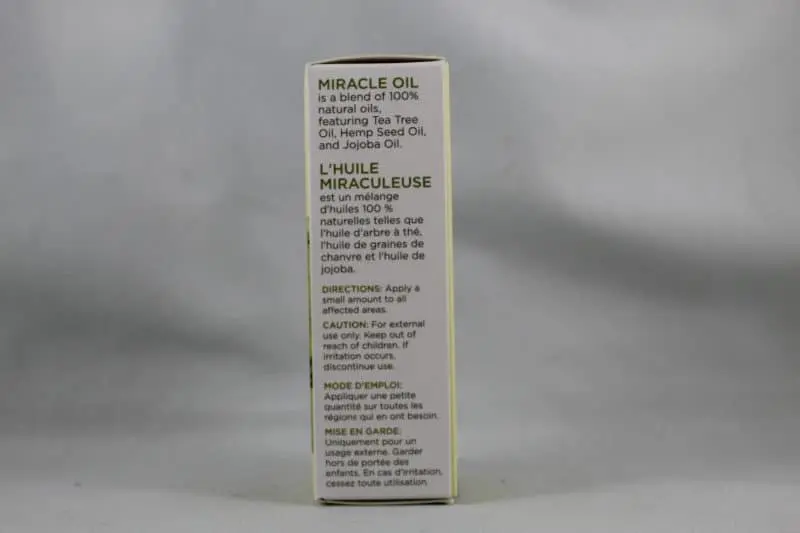 MIRACLE OIL
is a blend of 100%
natural oils,
featuring Tea Tree
Oil, Hemp Seed Oil,
and Jojoba Oil.
L'HUILE
MIRACULEUSE
est un mélange
d'huiles 100 %
naturelles telles que
l'huile d'arbre à thé,
l'huile de graines de
chanvre et l'huile de
jojoba.
DIRECTIONS: Apply a
small amount to all
affected areas.
CAUTION: For external
use only. Keep out of
reach of children. If
irritation occurs,
discontinue use.
MODE D'EMPLOI:
Appliquer une petite
quantité sur toutes les
régions qui en ont besoin.
MISE EN GARDE:
Uniquement pour un
usage externe. Garder
hors de portée des
enfants. En cas d'irritation,
cessez toute utilisation.